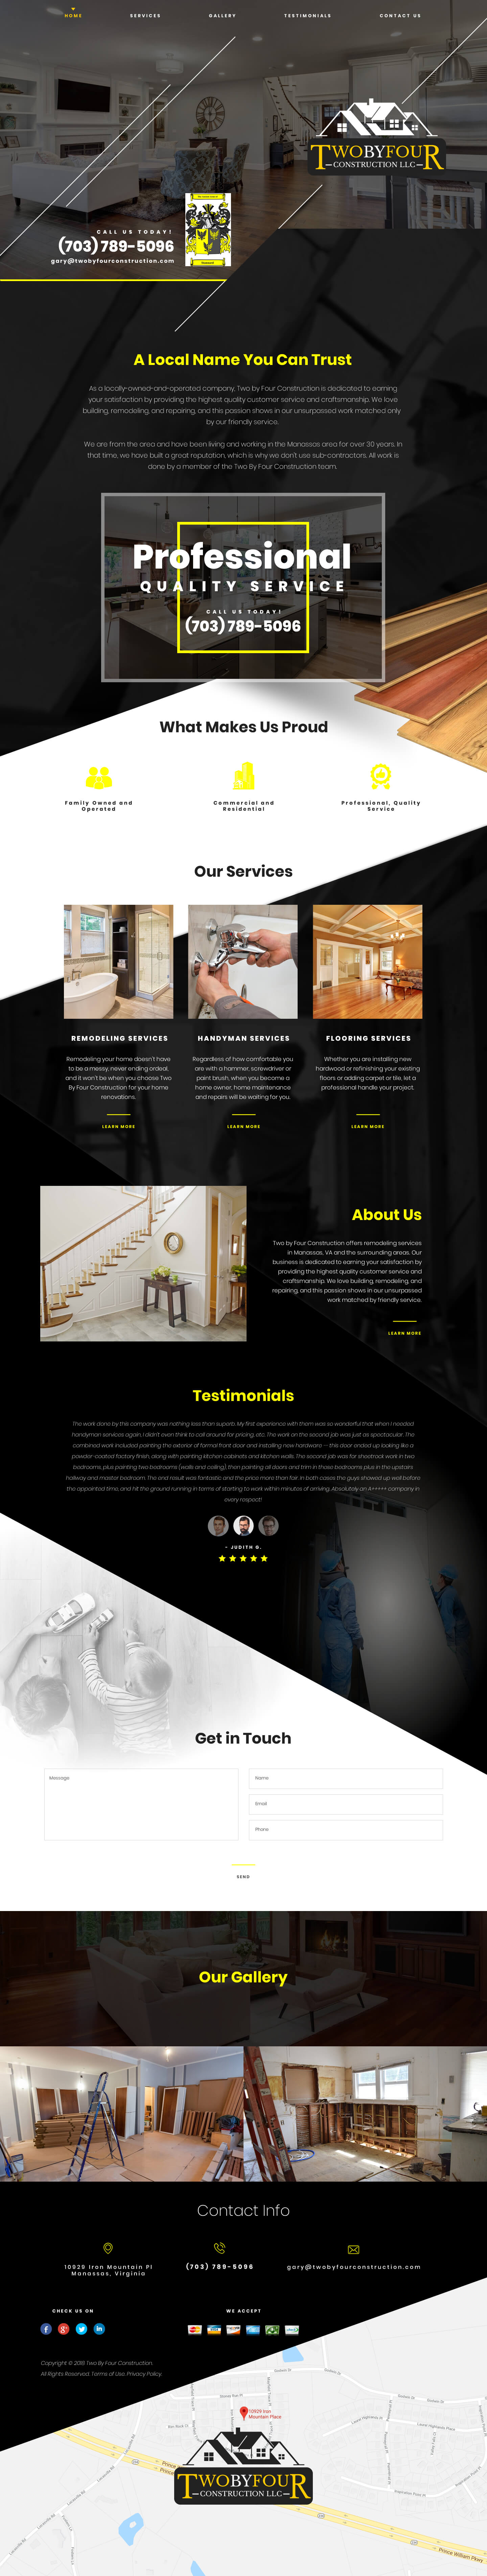 HOME
SERVICES
GALLERY
TESTIMONIALS
CONTACT US
TWOBYFOUR
CONSTRUCTION LLC
CALL US TODAY!
(703) 789-5096
gary@twobyfourconstruction.com
A Local Name You Can Trust
As a locally-owned-and-operated company, Two by Four Construction is dedicated to earning
your satisfaction by providing the highest quality customer service and craftsmanship. We love
building, remodeling, and repairing, and this passion shows in our unsurpassed work matched only
by our friendly service.
We are from the area and have been living and working in the Manassas area for over 30 years. In
that time, we have built a great reputation, which is why we don't use sub-contractors. All work is
done by a member of the Two By Four Construction team.
Professional
QUALITY SERVICE
CALL US TODAY!
(703) 789-5096
What Makes Us Proud
Family Owned and
Operated
Commercial and
Residential
Professional, Quality
Service
Our Services
REMODELING SERVICES
Remodeling your home doesn't have
to be a messy, never ending ordeal,
and it won't be when you choose Two
By Four Construction for your home
renovations.
LEARN MORE
HANDYMAN SERVICES
Regardless of how comfortable you
are with a hammer, screwdriver or
paint brush, when you become a
home owner, home maintenance
and repairs will be waiting for you.
LEARN MORE
FLOORING SERVICES
Whether you are installing new
hardwood or refinishing your existing
floors or adding carpet or tile, let a
professional handle your project.
LEARN MORE
About Us
Two by Four Construction offers remodeling services
in Manassas, VA and the surrounding areas. Our
business is dedicated to earning your satisfaction by
providing the highest quality customer service and
craftsmanship. We love building, remodeling, and
repairing, and this passion shows in our unsurpassed
work matched by friendly service.
LEARN MORE
Testimonials
The work done by this company was nothing less than superb. My first experience with them was so wonderful that when I needed
handyman services again, I didn't even think to call around for pricing, etc. The work on the second job was just as spectacular. The
combined work included painting the exterior of formal front door and installing new hardware -- this door ended up looking like a
powder-coated factory finish, along with painting kitchen cabinets and kitchen walls. The second job was for sheetrock work in two
bedrooms, plus painting two bedrooms (walls and ceiling), then painting all doors and trim in those bedrooms plus in the upstairs
hallway and master bedroom. The end result was fantastic and the price more than fair. In both cases the guys showed up well before
the appointed time, and hit the ground running in terms of starting to work within minutes of arriving. Absolutely an A+++++ company in
every respect!
- JUDITH G.
Get in Touch
Message
Name
Email
Phone
SEND
Our Gallery
Contact Info
10929 Iron Mountain Pl
Manassas, Virginia
(703) 789-5096
gary@twobyfourconstruction.com
CHECK US ON
WE ACCEPT
Copyright © 2018 Two By Four Construction.
All Rights Reserved. Terms of Use. Privacy Policy.
10929 Iron
Mountain Place
TWOBYFOUR
CONSTRUCTION LLC
Prince William Pkwy